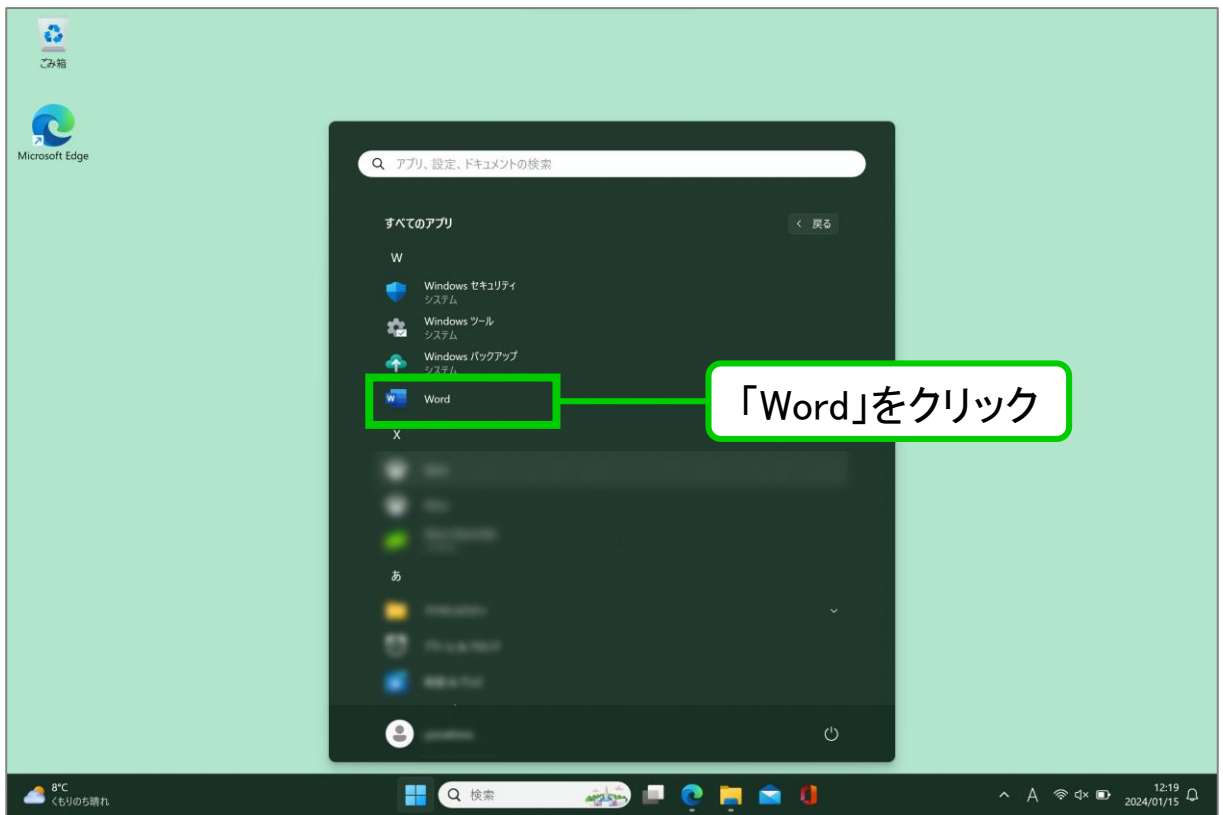 ごみ箱
Microsoft Edge
アプリ、設定、ドキュメントの検索
すべてのアプリ
戻る
W
Windows セキュリティ
システム
Windows ツール
システム
Windows バックアップ
システム
Word
「Word」をクリック
X
あ
8°C
くもりのち晴れ
検索
A
12:19
2024/01/15